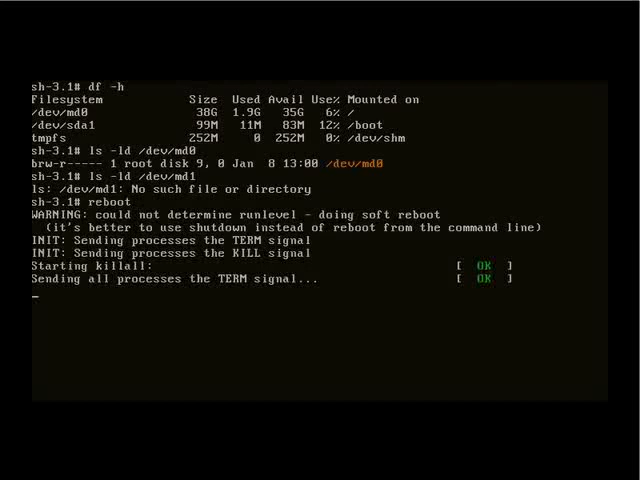 sh-3.1# df -h
Filesystem            Size  Used Avail Use% Mounted on
/dev/md0               38G  1.9G   35G   6% /
/dev/sda1              99M   11M   83M  12% /boot
tmpfs                 252M     0  252M   0% /dev/shm
sh-3.1# ls -ld /dev/md0
brw-r----- 1 root disk 9, 0 Jan  8 13:00 /dev/md0
sh-3.1# ls -ld /dev/md1
ls: /dev/md1: No such file or directory
sh-3.1# reboot
WARNING: could not determine runlevel - doing soft reboot
  (it's better to use shutdown instead of reboot from the command line)
INIT: Sending processes the TERM signal
INIT: Sending processes the KILL signal
Starting killall:                                          [  OK  ]
Sending all processes the TERM signal...                   [  OK  ]